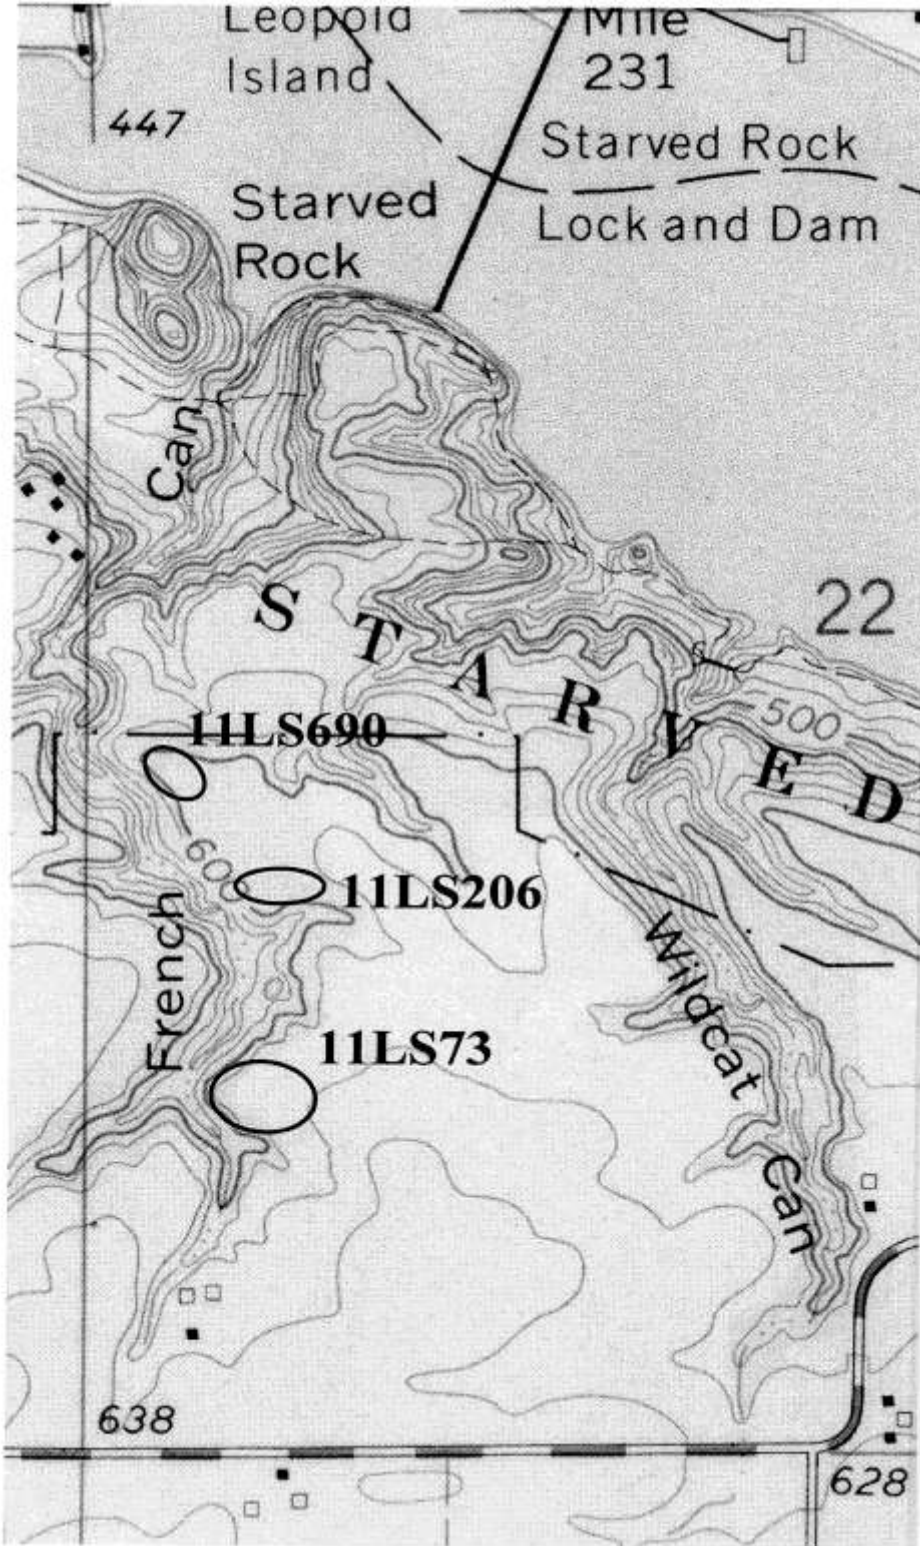 Leopold
Island
Mile
231
447
Starved Rock
Lock and Dam
Starved
Rock
Can
22
STARVED
500
11LS690
600
11LS206
French
Wildcat
Can
11LS73
638
628